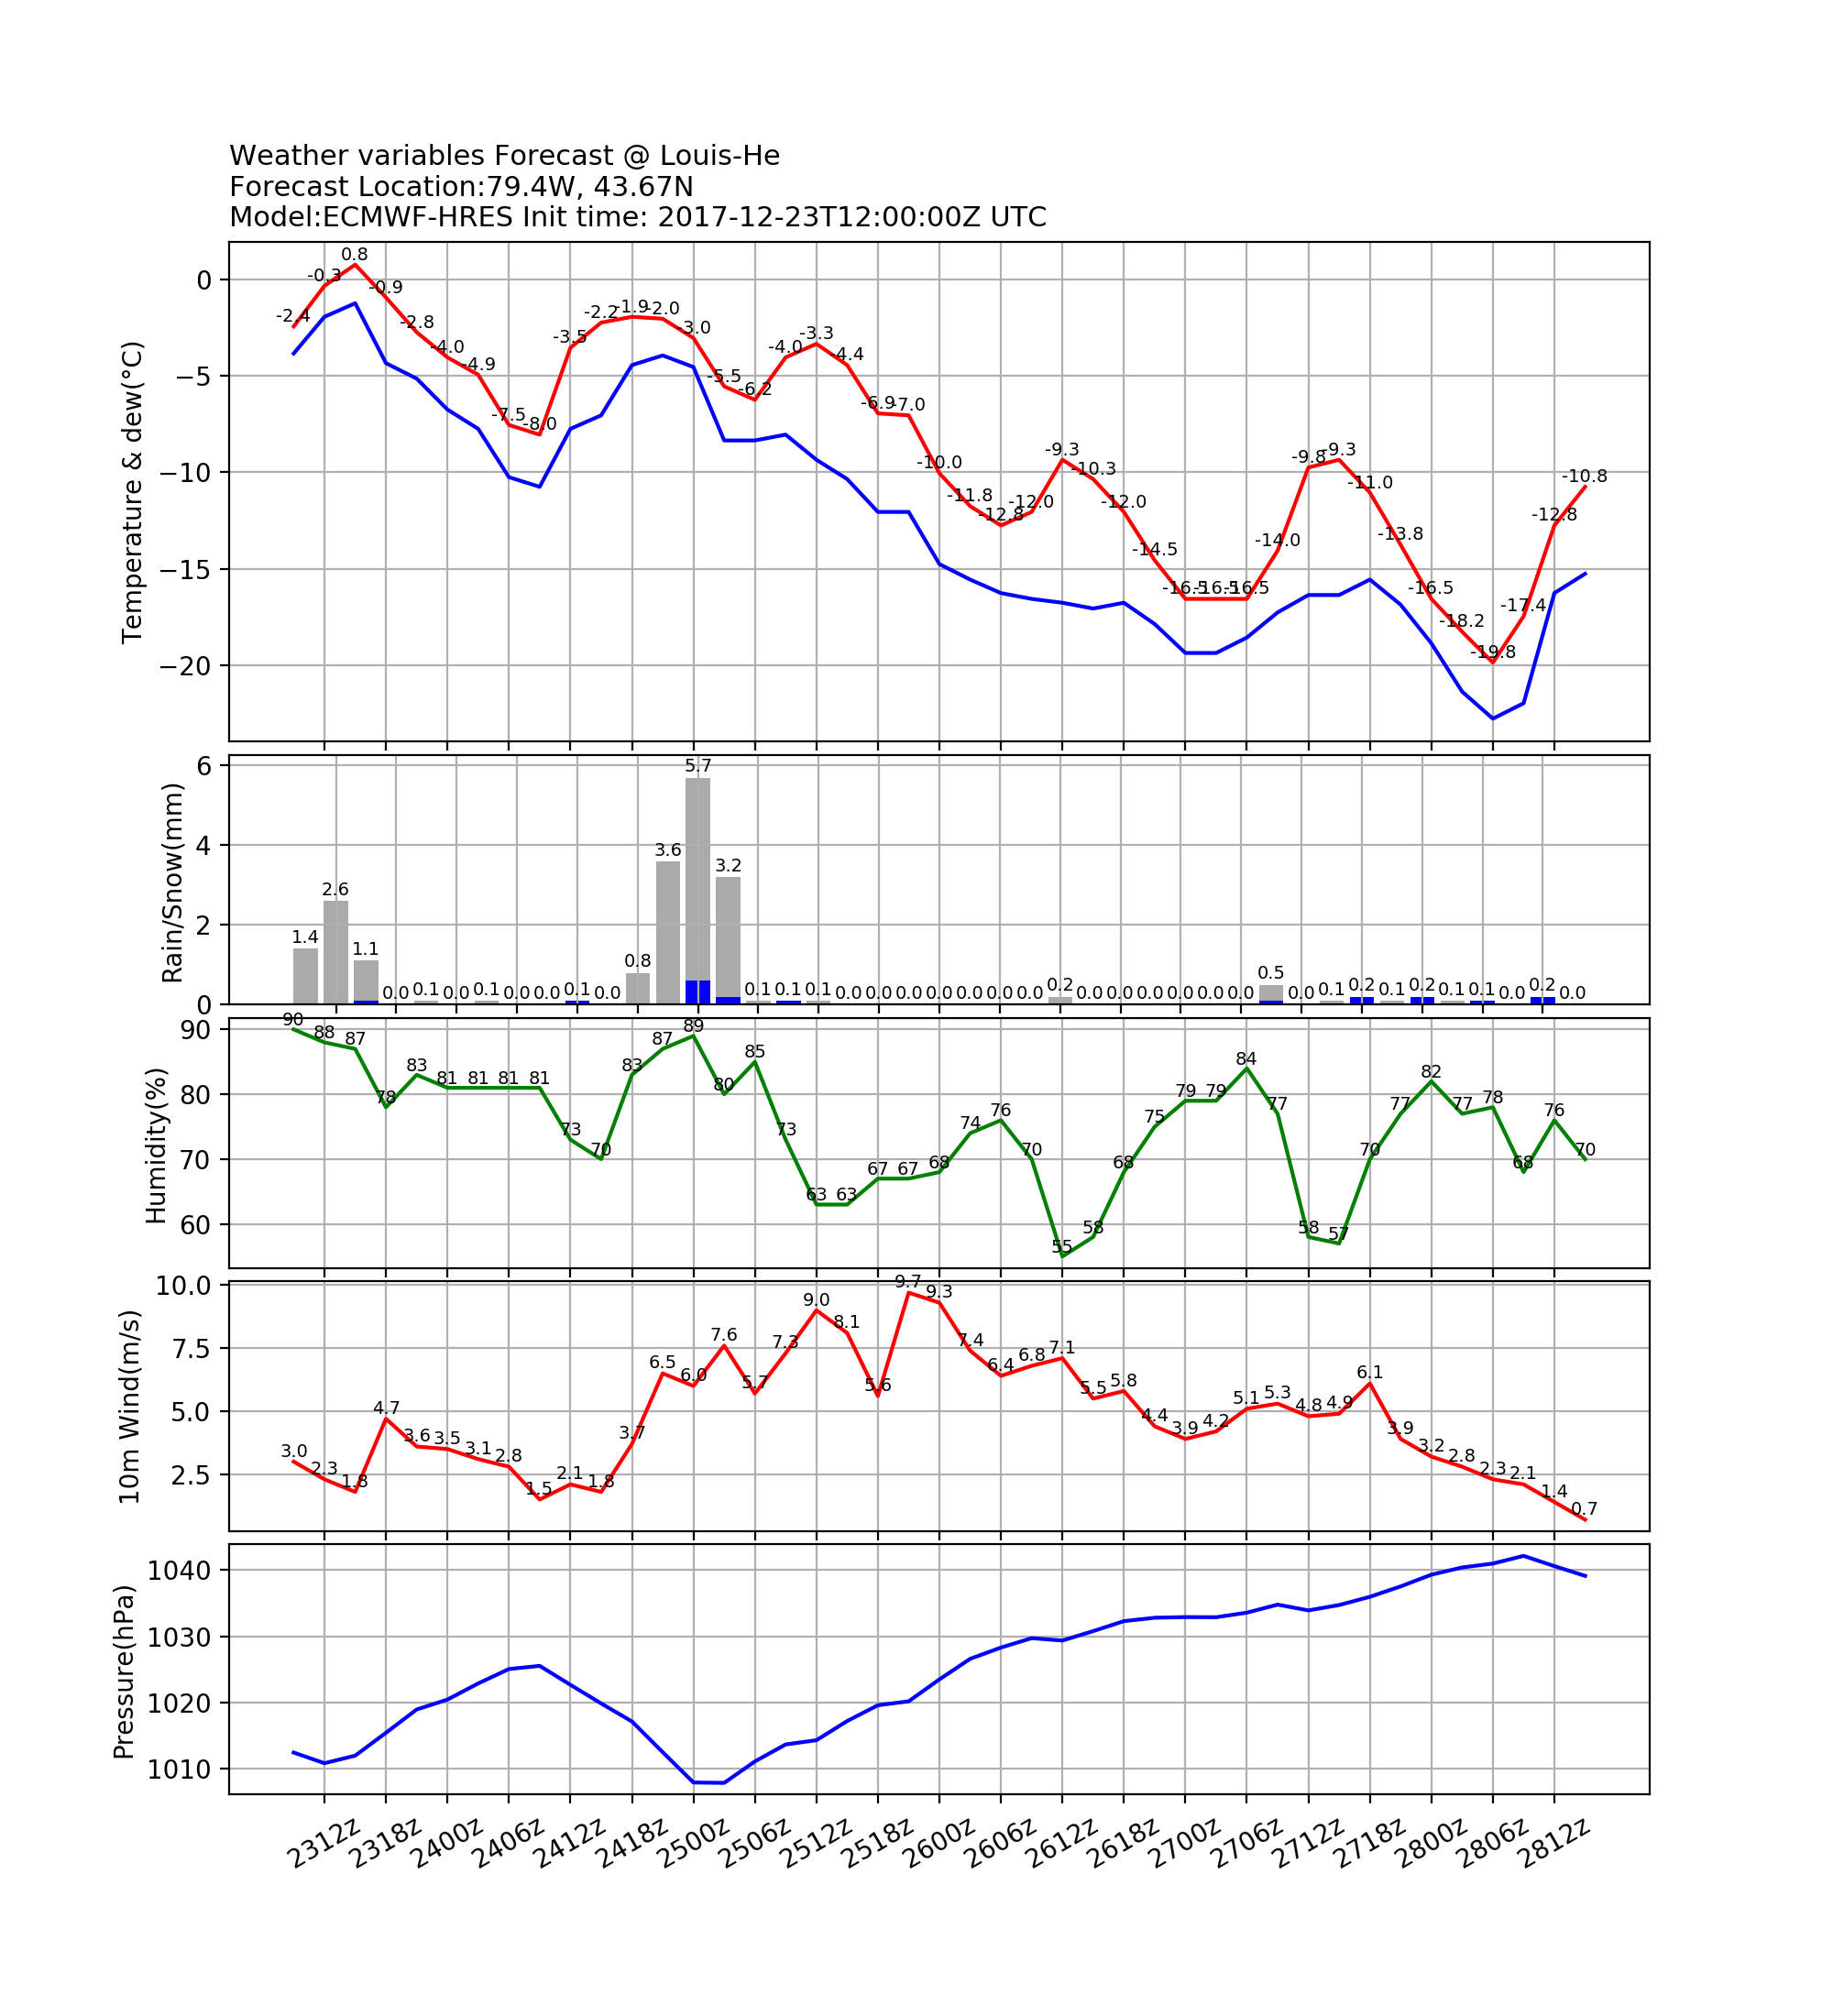 Weather variables Forecast @ Louis-He
Forecast Location:79.4W, 43.67N
Model:ECMWF-HRES Init time: 2017-12-23T12:00:00Z UTC
Temperature & dew(°C)
0
−5
−10
−15
−20
-2.4 -0.3 0.8 -0.9 -2.8 -4.0 -4.9 -7.5 -8.0 -3.5 -2.2 -1.9 -2.0 -3.0 -5.5 -6.2 -4.0 -3.3 -4.4 -6.9 -7.0 -10.0 -11.8 -12.8 -12.0 -9.3 -10.3 -12.0 -14.5 -16.5 -16.5 -16.5 -14.0 -9.8 -9.3 -11.0 -13.8 -16.5 -18.2 -19.8 -17.4 -12.8 -10.8
Rain/Snow(mm)
6
4
2
0
1.4 2.6 1.1 0.0 0.1 0.0 0.1 0.0 0.0 0.1 0.0 0.8 3.6 5.7 3.2 0.1 0.1 0.1 0.0 0.0 0.0 0.0 0.0 0.0 0.0 0.2 0.0 0.0 0.0 0.0 0.0 0.0 0.5 0.0 0.1 0.2 0.1 0.2 0.1 0.1 0.0 0.2 0.0
Humidity(%)
90
80
70
60
90 88 87 78 83 81 81 81 81 73 70 83 87 89 80 85 73 63 63 67 67 68 74 76 70 55 58 68 75 79 79 84 77 58 57 70 77 82 77 78 68 76 70
10m Wind(m/s)
10.0
7.5
5.0
2.5
3.0 2.3 1.8 4.7 3.6 3.5 3.1 2.8 1.5 2.1 1.8 3.7 6.5 6.0 7.6 5.7 7.3 9.0 8.1 5.6 9.7 9.3 7.4 6.4 6.8 7.1 5.5 5.8 4.4 3.9 4.2 5.1 5.3 4.8 4.9 6.1 3.9 3.2 2.8 2.3 2.1 1.4 0.7
Pressure(hPa)
1040
1030
1020
1010
2312z 2318z 2400z 2406z 2412z 2418z 2500z 2506z 2512z 2518z 2600z 2606z 2612z 2618z 2700z 2706z 2712z 2718z 2800z 2806z 2812z